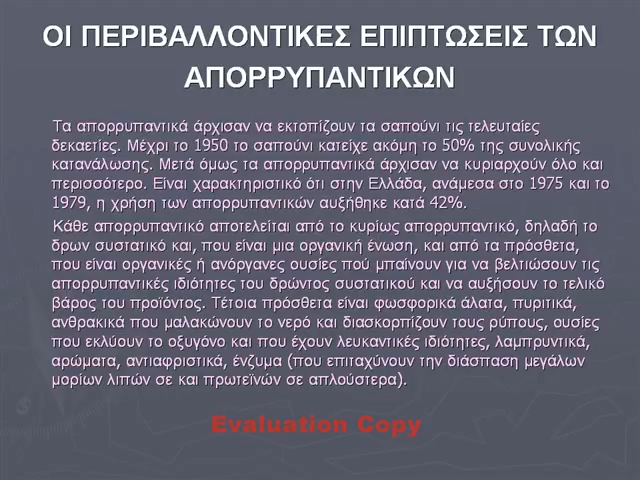 ΟΙ ΠΕΡΙΒΑΛΛΟΝΤΙΚΕΣ ΕΠΙΠΤΩΣΕΙΣ ΤΩΝ
ΑΠΟΡΡΥΠΑΝΤΙΚΩΝ
Τα απορρυπαντικά άρχισαν να εκτοπίζουν τα σαπούνι τις τελευταίες
δεκαετίες. Μέχρι το 1950 το σαπούνι κατείχε ακόμη το 50% της συνολικής
κατανάλωσης. Μετά όμως τα απορρυπαντικά άρχισαν να κυριαρχούν όλο και
περισσότερο. Είναι χαρακτηριστικό ότι στην Ελλάδα, ανάμεσα στο 1975 και το
1979, η χρήση των απορρυπαντικών αυξήθηκε κατά 42%.
Κάθε απορρυπαντικό αποτελείται από το κυρίως απορρυπαντικό, δηλαδή το
δρων συστατικό και, που είναι μια οργανική ένωση, και από τα πρόσθετα,
που είναι οργανικές ή ανόργανες ουσίες πού μπαίνουν για να βελτιώσουν τις
απορρυπαντικές ιδιότητες του δρώντος συστατικού και να αυξήσουν το τελικό
βάρος του προϊόντος. Τέτοια πρόσθετα είναι φωσφορικά άλατα, πυριτικά,
ανθρακικά που μαλακώνουν το νερό και διασκορπίζουν τους ρύπους, ουσίες
που εκλύουν το οξυγόνο και που έχουν λευκαντικές ιδιότητες, λαμπρυντικά,
αρώματα, αντιαφριστικά, ένζυμα (που επιταχύνουν την διάσπαση μεγάλων
μορίων λιπών σε και πρωτεϊνών σε απλούστερα).
Evaluation Copy